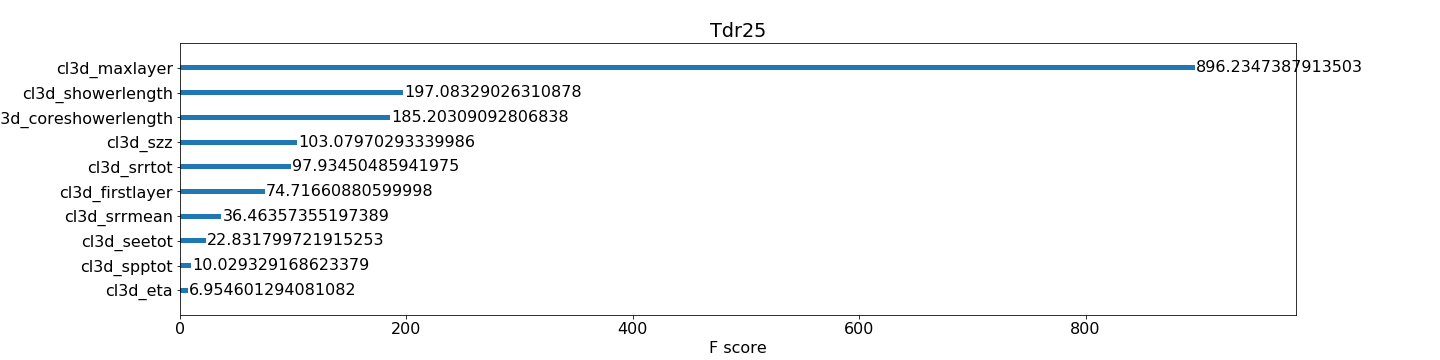 Tdr25
cl3d_maxlayer 896.2347387913503
cl3d_showerlength 197.08329026310878
3d_coreshowerlength 185.20309092806838
cl3d_szz 103.07970293339986
cl3d_srrtot 97.93450485941975
cl3d_firstlayer 74.71660880599998
cl3d_srrmean 36.46357355197389
cl3d_seetot 22.831799721915253
cl3d_spptot 10.029329168623379
cl3d_eta 6.954601294081082
0 200 400 600 800
F score